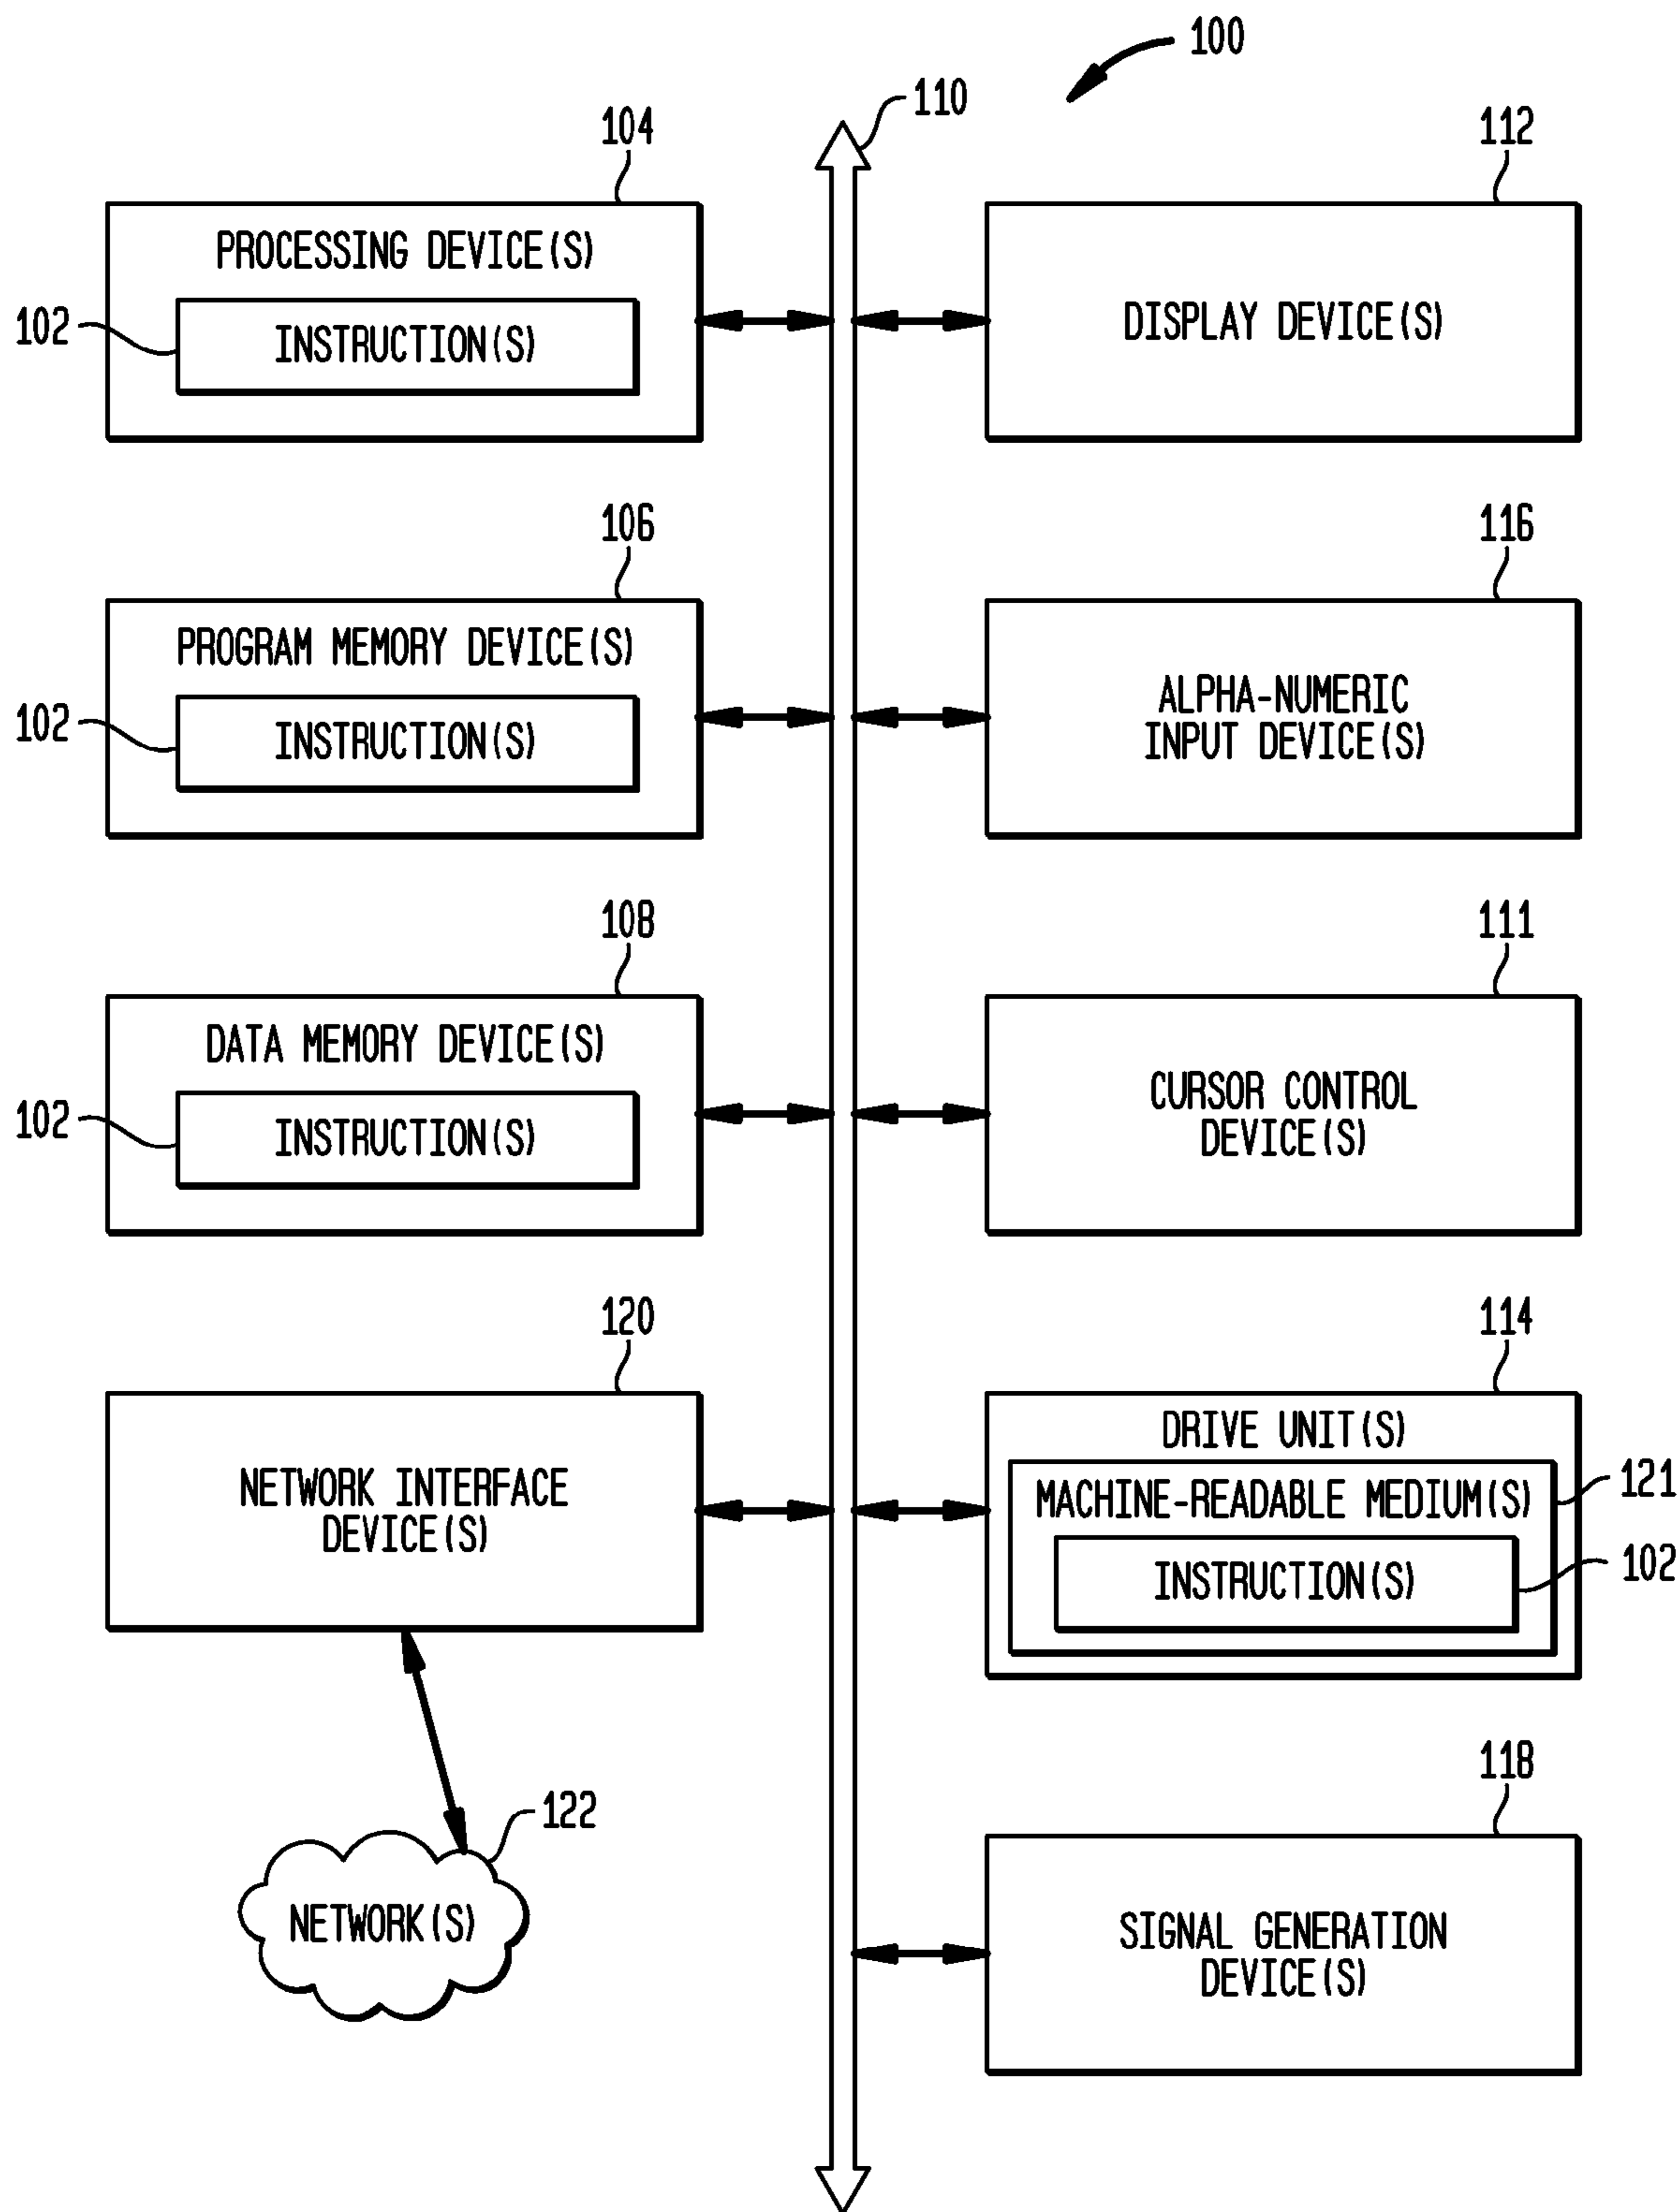 100
110
104
PROCESSING DEVICE(S)
102
INSTRUCTION(S)
112
DISPLAY DEVICE(S)
106
PROGRAM MEMORY DEVICE(S)
102
INSTRUCTION(S)
116
ALPHA-NUMERIC
INPUT DEVICE(S)
108
DATA MEMORY DEVICE(S)
102
INSTRUCTION(S)
111
CURSOR CONTROL
DEVICE(S)
120
NETWORK INTERFACE
DEVICE(S)
114
DRIVE UNIT(S)
MACHINE-READABLE MEDIUM(S)
121
INSTRUCTION(S)
102
122
NETWORK(S)
118
SIGNAL GENERATION
DEVICE(S)